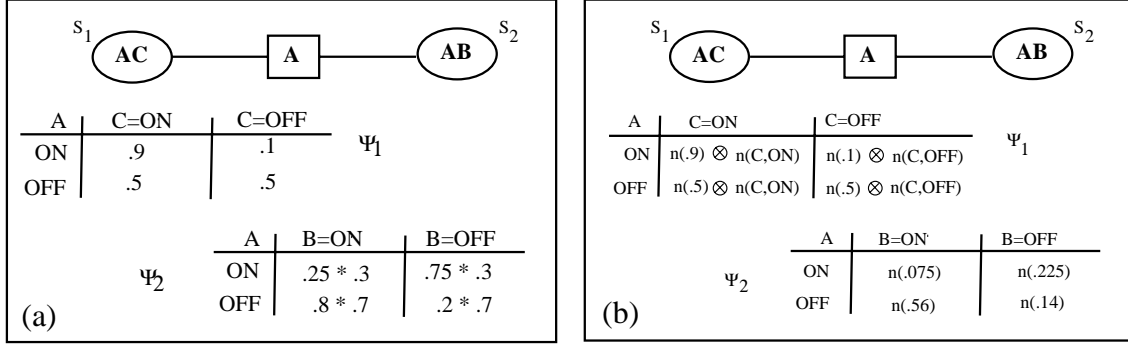 S1 AC A AB S2
A C=ON C=OFF Ψ1
ON .9 .1
OFF .5 .5
A B=ON B=OFF
Ψ2 ON .25 * .3 .75 * .3
OFF .8 * .7 .2 * .7
(a)
S1 AC A AB S2
A C=ON C=OFF Ψ1
ON n(.9) ⊗ n(C,ON) n(.1) ⊗ n(C,OFF)
OFF n(.5) ⊗ n(C,ON) n(.5) ⊗ n(C,OFF)
A B=ON' B=OFF
Ψ2 ON n(.075) n(.225)
OFF n(.56) n(.14)
(b)